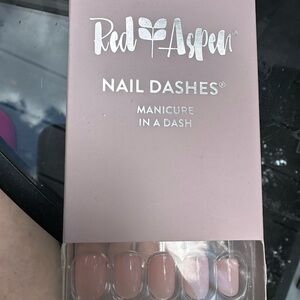 Red Aspen
NAIL DASHES®
MANICURE
IN A DASH